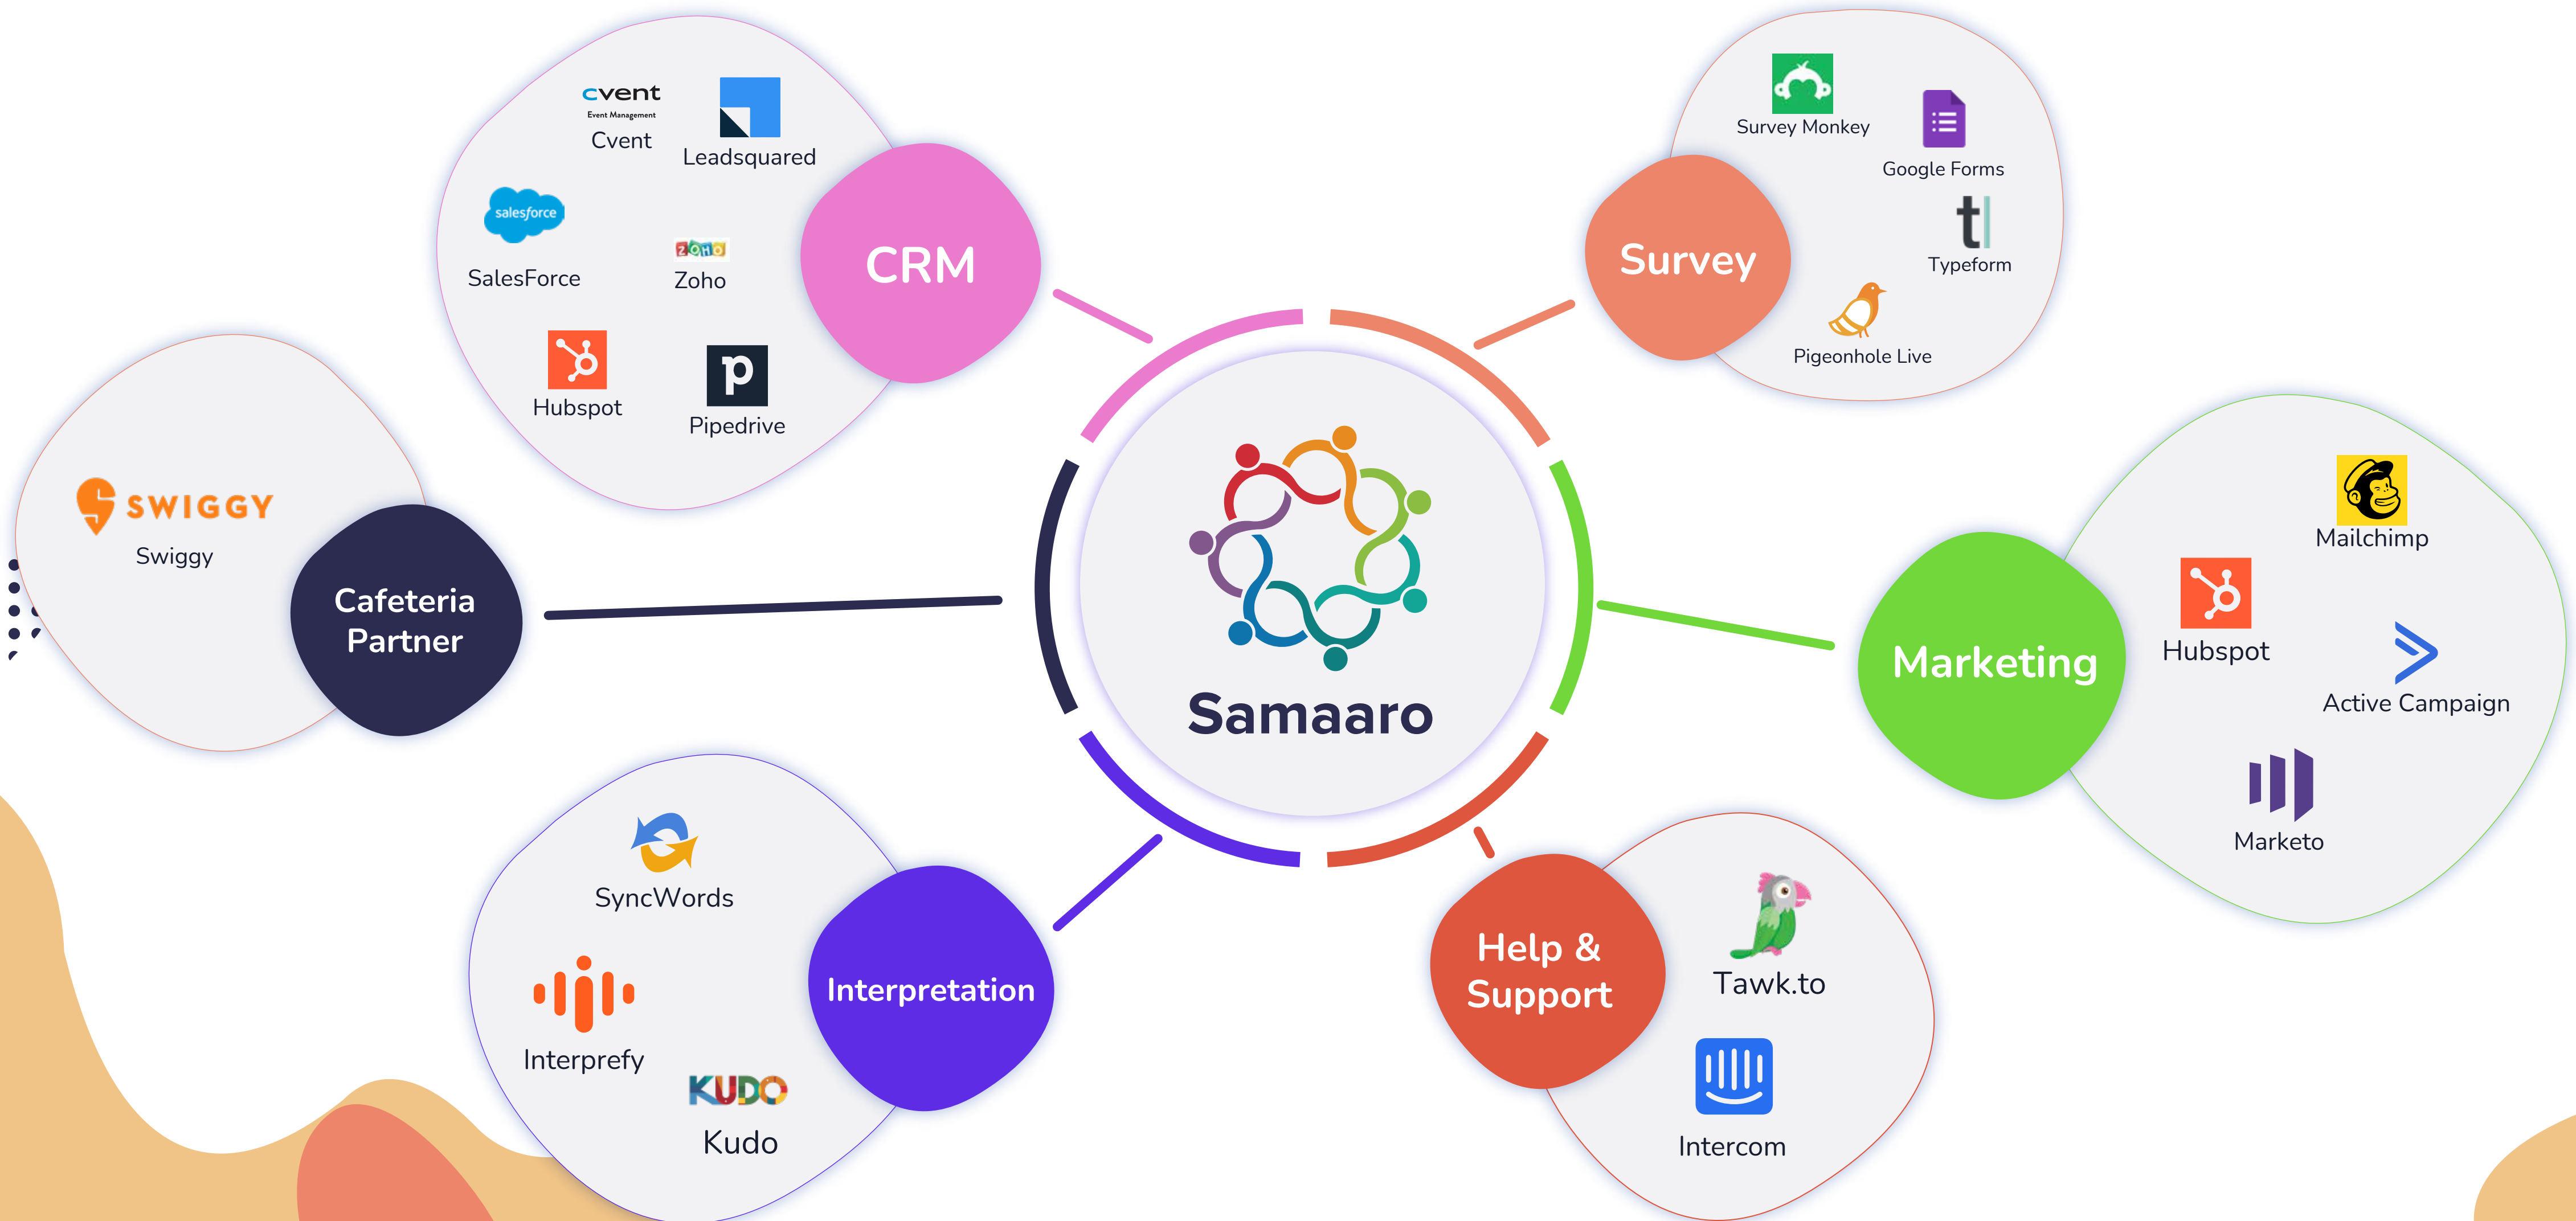 cvent
Event Management
Cvent
Leadsquared
salesforce
SalesForce
ZOHO
Zoho
Hubspot
p
Pipedrive
CRM
Survey Monkey
Google Forms
t
Typeform
Pigeonhole Live
Survey
SWIGGY
Swiggy
Cafeteria
Partner
Samaaro
Mailchimp
Hubspot
Active Campaign
Marketo
Marketing
SyncWords
Interprefy
KUDO
Kudo
Interpretation
Help &
Support
Tawk.to
Intercom